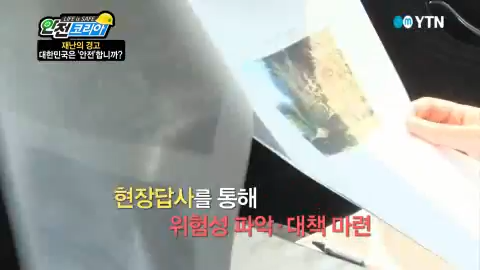 LIFE is SAFE
안전코리아
재난의 경고
대한민국은 '안전'합니까?
YTN
현장답사를 통해
위험성 파악·대책 마련